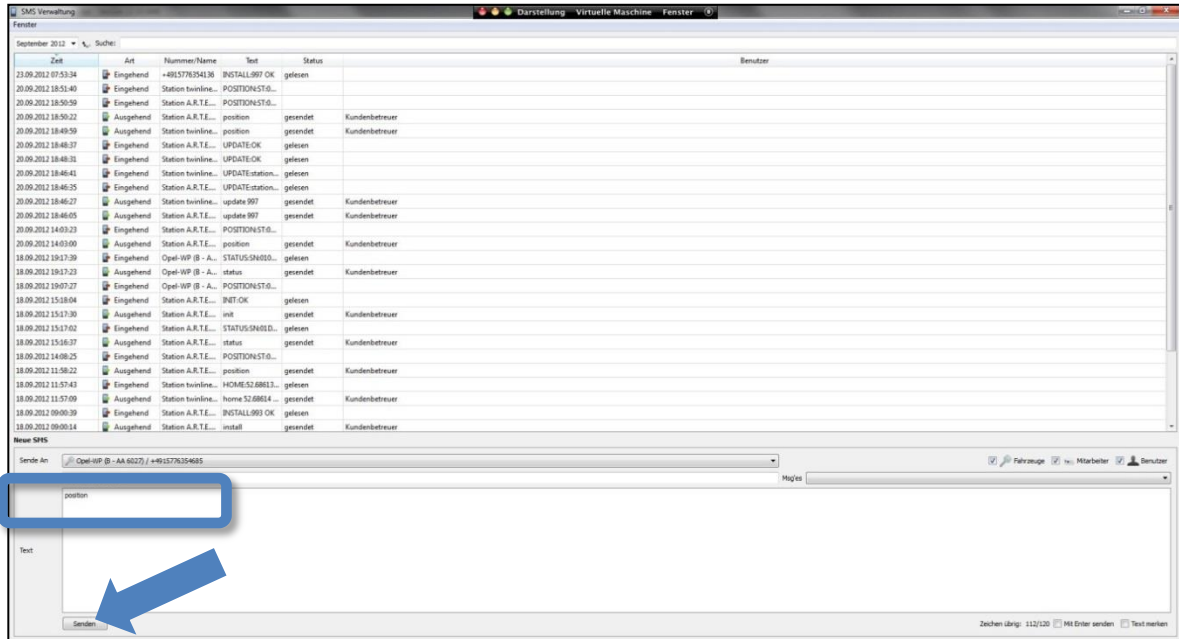 SMS Verwaltung
Darstellung Virtuelle Maschine Fenster
Fenster
September 2012 Suche:
Zeit Art Nummer/Name Text Status Benutzer
23.09.2012 07:53:34 Eingehend +4915776354136 INSTALL:997 OK gelesen
20.09.2012 18:51:40 Eingehend Station twinline... POSITION:ST:0...
20.09.2012 18:50:59 Eingehend Station A.R.T.E.... POSITION:ST:0...
20.09.2012 18:50:22 Ausgehend Station A.R.T.E.... position gesendet Kundenbetreuer
20.09.2012 18:49:59 Ausgehend Station twinline... position gesendet Kundenbetreuer
20.09.2012 18:48:37 Eingehend Station A.R.T.E.... UPDATE:OK gelesen
20.09.2012 18:48:31 Eingehend Station twinline... UPDATE:OK gelesen
20.09.2012 18:46:41 Eingehend Station twinline... UPDATE:station... gelesen
20.09.2012 18:46:35 Eingehend Station A.R.T.E.... UPDATE:station... gelesen
20.09.2012 18:46:27 Ausgehend Station twinline... update 997 gesendet Kundenbetreuer
20.09.2012 18:46:05 Ausgehend Station A.R.T.E.... update 997 gesendet Kundenbetreuer
20.09.2012 14:03:23 Eingehend Station A.R.T.E.... POSITION:ST:0...
20.09.2012 14:03:00 Ausgehend Station A.R.T.E.... position gesendet Kundenbetreuer
18.09.2012 19:17:39 Eingehend Opel-WP (B - A... STATUS:SN:010... gelesen
18.09.2012 19:17:23 Ausgehend Opel-WP (B - A... status gesendet Kundenbetreuer
18.09.2012 19:07:27 Eingehend Opel-WP (B - A... POSITION:ST:0...
18.09.2012 15:18:04 Eingehend Station A.R.T.E.... INIT:OK gelesen
18.09.2012 15:17:30 Ausgehend Station A.R.T.E.... init gesendet Kundenbetreuer
18.09.2012 15:17:02 Eingehend Station A.R.T.E.... STATUS:SN:01D... gelesen
18.09.2012 15:16:37 Ausgehend Station A.R.T.E.... status gesendet Kundenbetreuer
18.09.2012 14:08:25 Eingehend Station A.R.T.E.... POSITION:ST:0...
18.09.2012 11:58:22 Ausgehend Station A.R.T.E.... position gesendet Kundenbetreuer
18.09.2012 11:57:43 Eingehend Station twinline... HOME:52.68613... gelesen
18.09.2012 11:57:09 Ausgehend Station twinline... home 52.68614 ... gesendet Kundenbetreuer
18.09.2012 09:00:39 Eingehend Station A.R.T.E.... INSTALL:993 OK gelesen
18.09.2012 09:00:14 Ausgehend Station A.R.T.E.... install gesendet Kundenbetreuer
Neue SMS
Sende An Opel-WP (B - AA 6027) / +4915776354685 Fahrzeuge Mitarbeiter Benutzer
Msg'es
position
Text
Senden Zeichen übrig: 112/120 Mit Enter senden Text merken